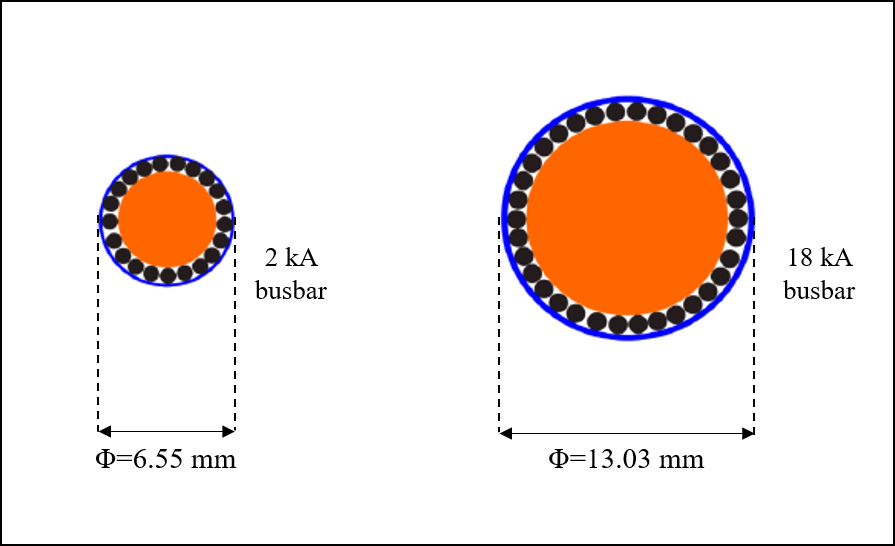 2 kA
busbar
18 kA
busbar
Φ=6.55 mm
Φ=13.03 mm